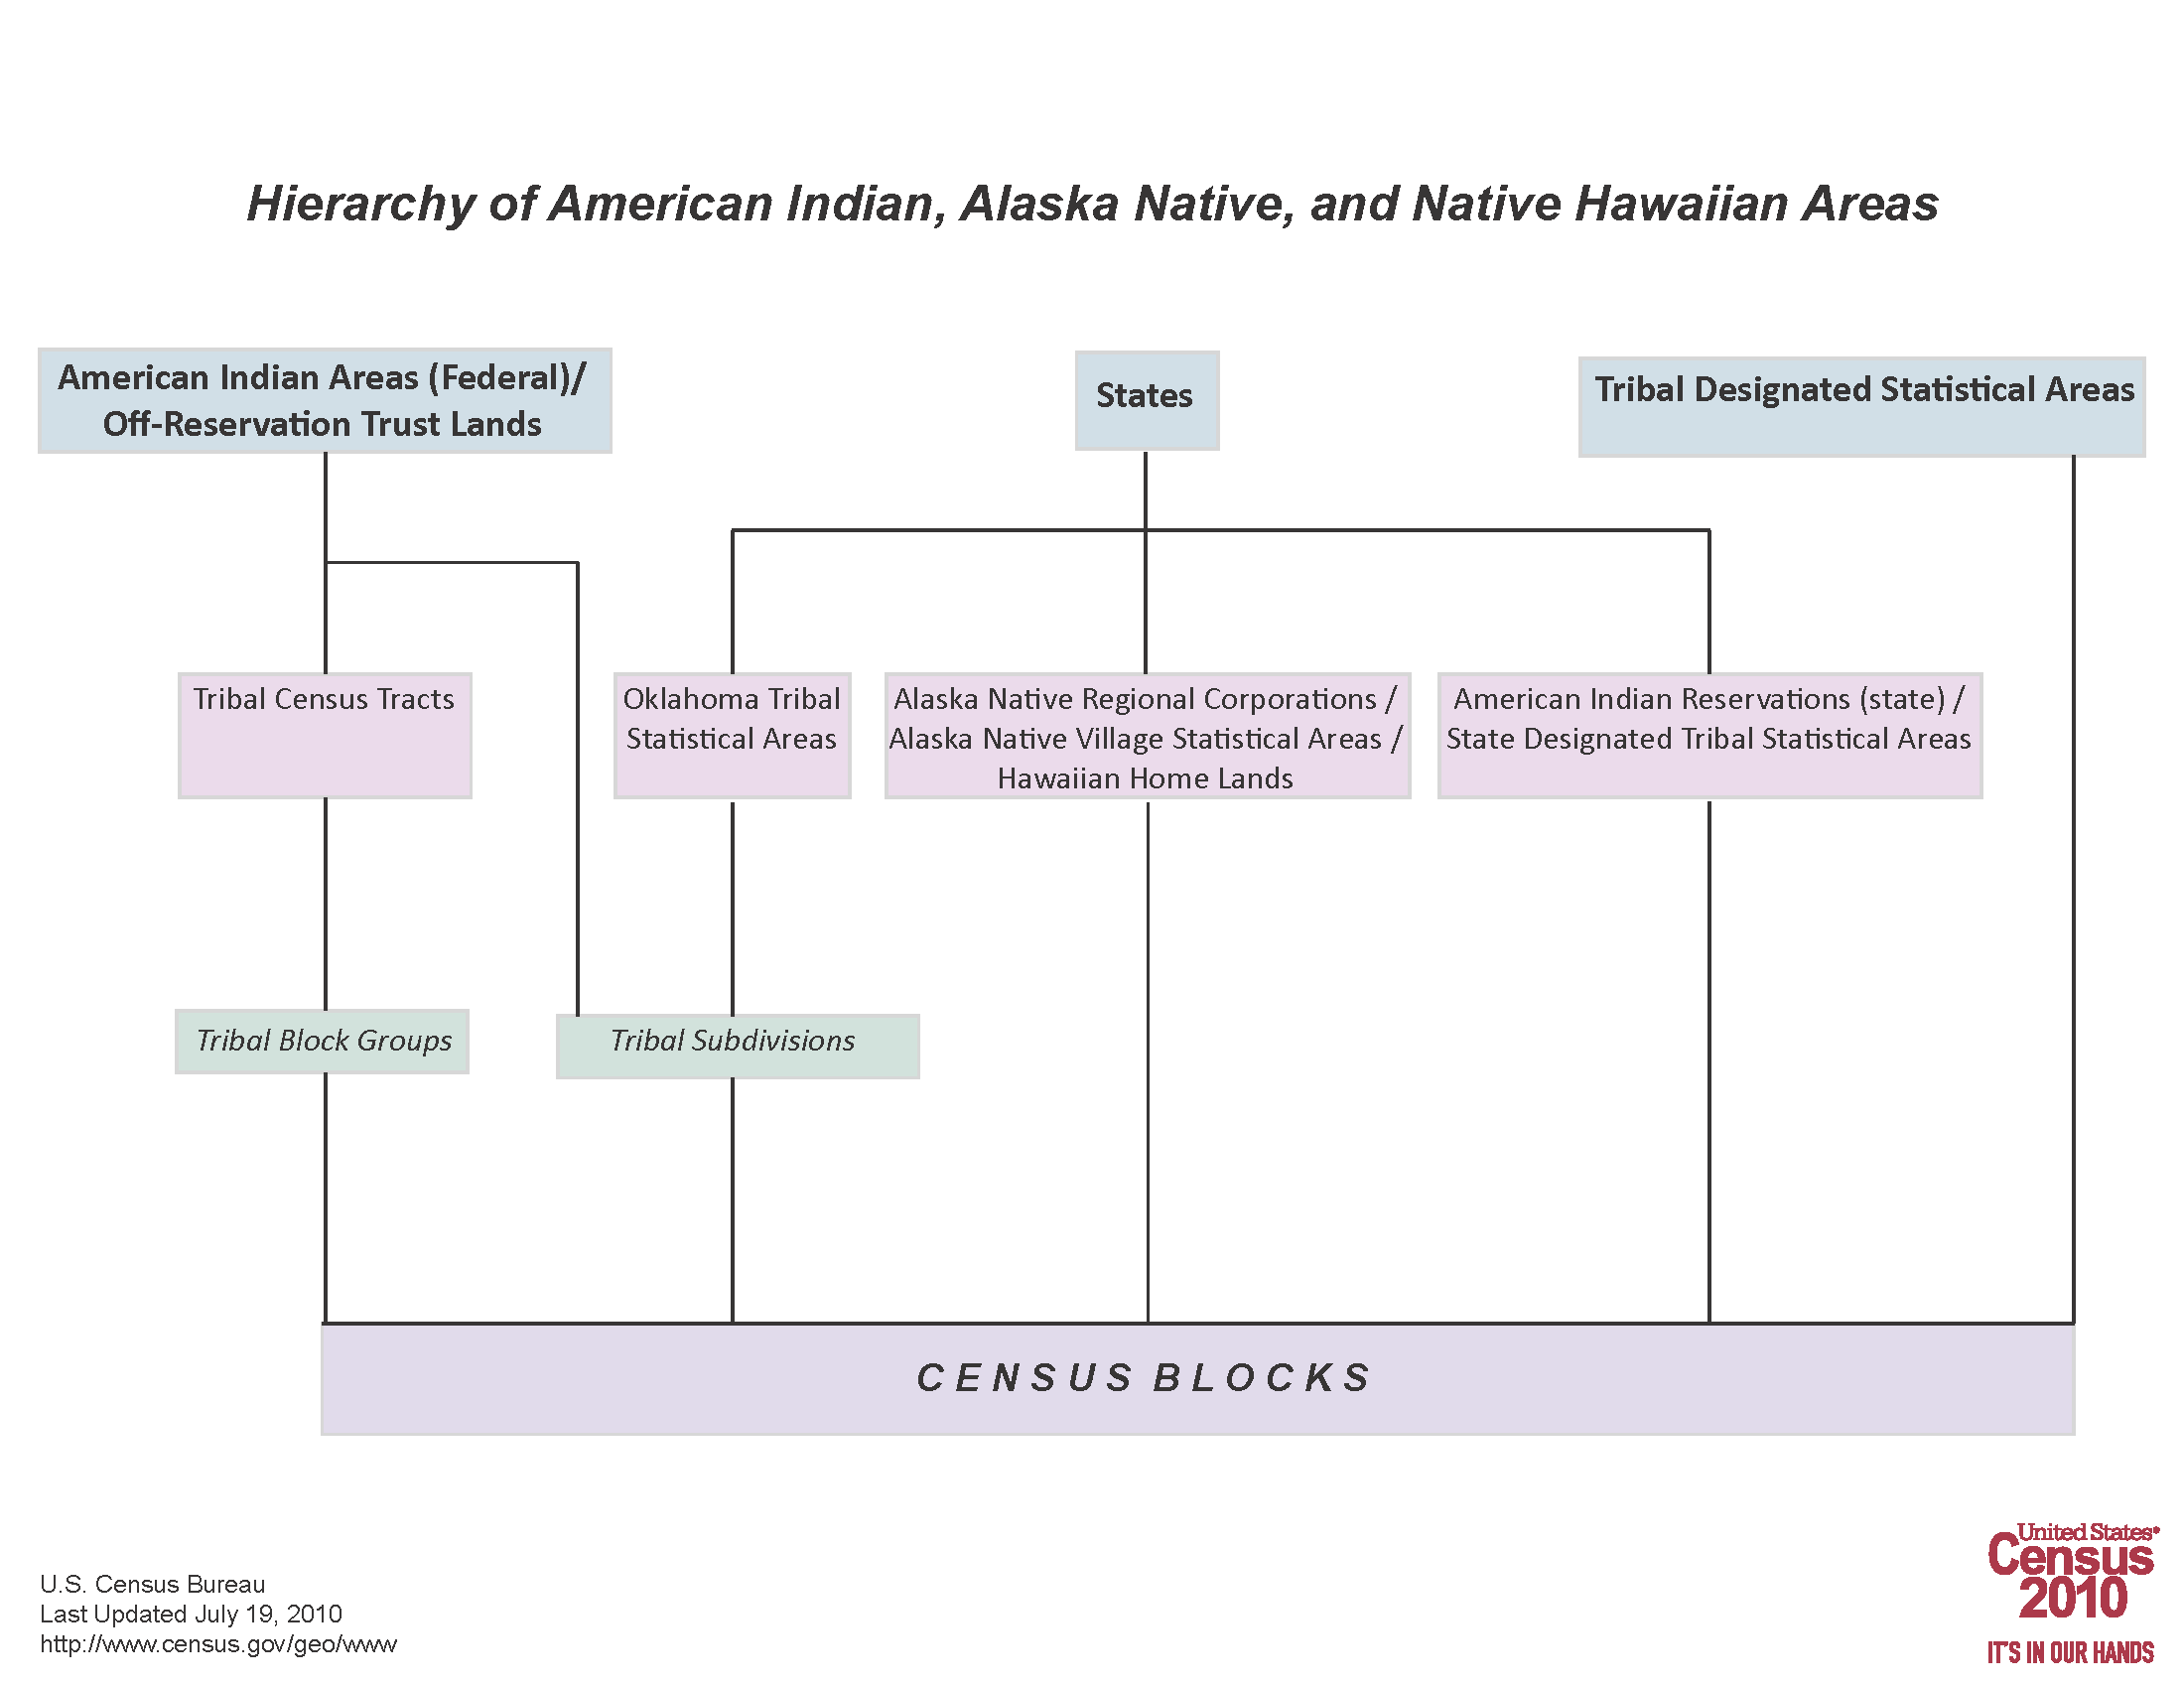 Hierarchy of American Indian, Alaska Native, and Native Hawaiian Areas
American Indian Areas (Federal)/
Off-Reservation Trust Lands
States
Tribal Designated Statistical Areas
Tribal Census Tracts
Oklahoma Tribal
Statistical Areas
Alaska Native Regional Corporations /
Alaska Native Village Statistical Areas /
Hawaiian Home Lands
American Indian Reservations (state) /
State Designated Tribal Statistical Areas
Tribal Block Groups
Tribal Subdivisions
CENSUS BLOCKS
U.S. Census Bureau
Last Updated July 19, 2010
http://www.census.gov/geo/www
United States
Census
2010
IT'S IN OUR HANDS